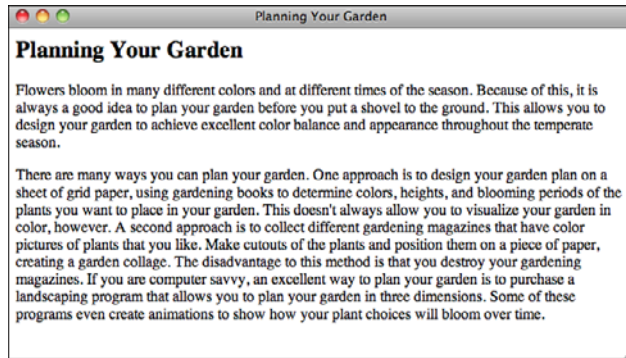 Planning Your Garden
Planning Your Garden
Flowers bloom in many different colors and at different times of the season. Because of this, it is
always a good idea to plan your garden before you put a shovel to the ground. This allows you to
design your garden to achieve excellent color balance and appearance throughout the temperate
season.
There are many ways you can plan your garden. One approach is to design your garden plan on a
sheet of grid paper, using gardening books to determine colors, heights, and blooming periods of the
plants you want to place in your garden. This doesn't always allow you to visualize your garden in
color, however. A second approach is to collect different gardening magazines that have color
pictures of plants that you like. Make cutouts of the plants and position them on a piece of paper,
creating a garden collage. The disadvantage to this method is that you destroy your gardening
magazines. If you are computer savvy, an excellent way to plan your garden is to purchase a
landscaping program that allows you to plan your garden in three dimensions. Some of these
programs even create animations to show how your plant choices will bloom over time.